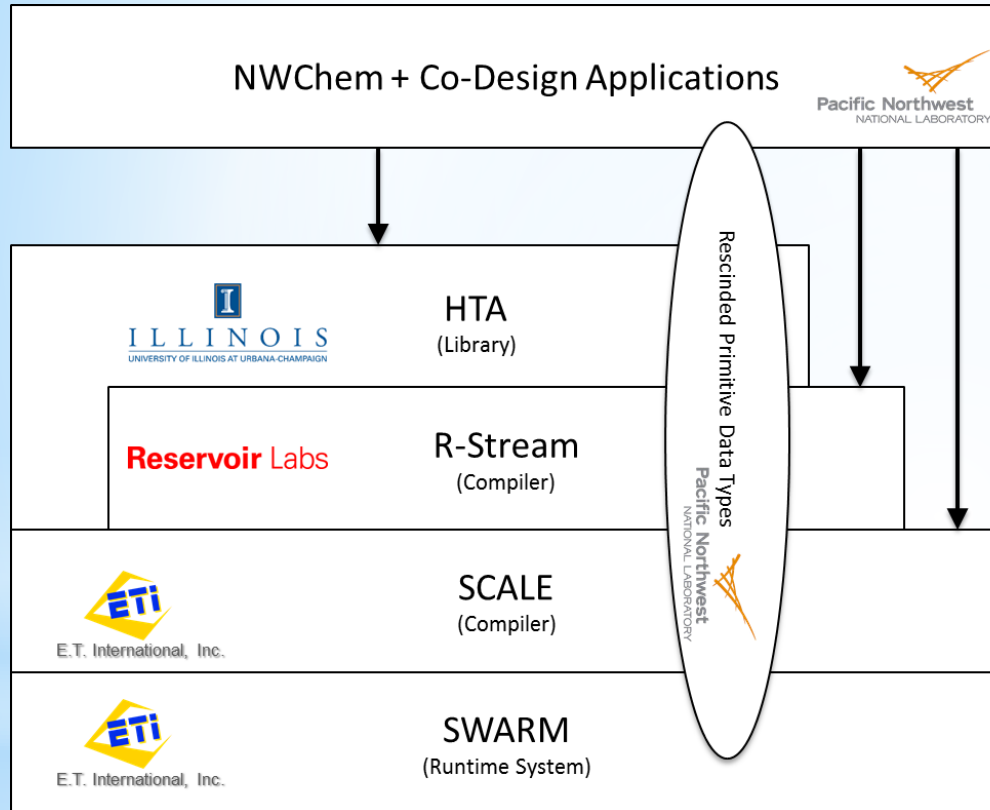 NWChem + Co-Design Applications
Pacific Northwest
NATIONAL LABORATORY
Rescinded Primitive Data Types
Pacific Northwest
NATIONAL LABORATORY
I
ILLINOIS
UNIVERSITY OF ILLINOIS AT URBANA-CHAMPAIGN
HTA
(Library)
Reservoir Labs
R-Stream
(Compiler)
ETi
E.T. International, Inc.
SCALE
(Compiler)
ETi
E.T. International, Inc.
SWARM
(Runtime System)